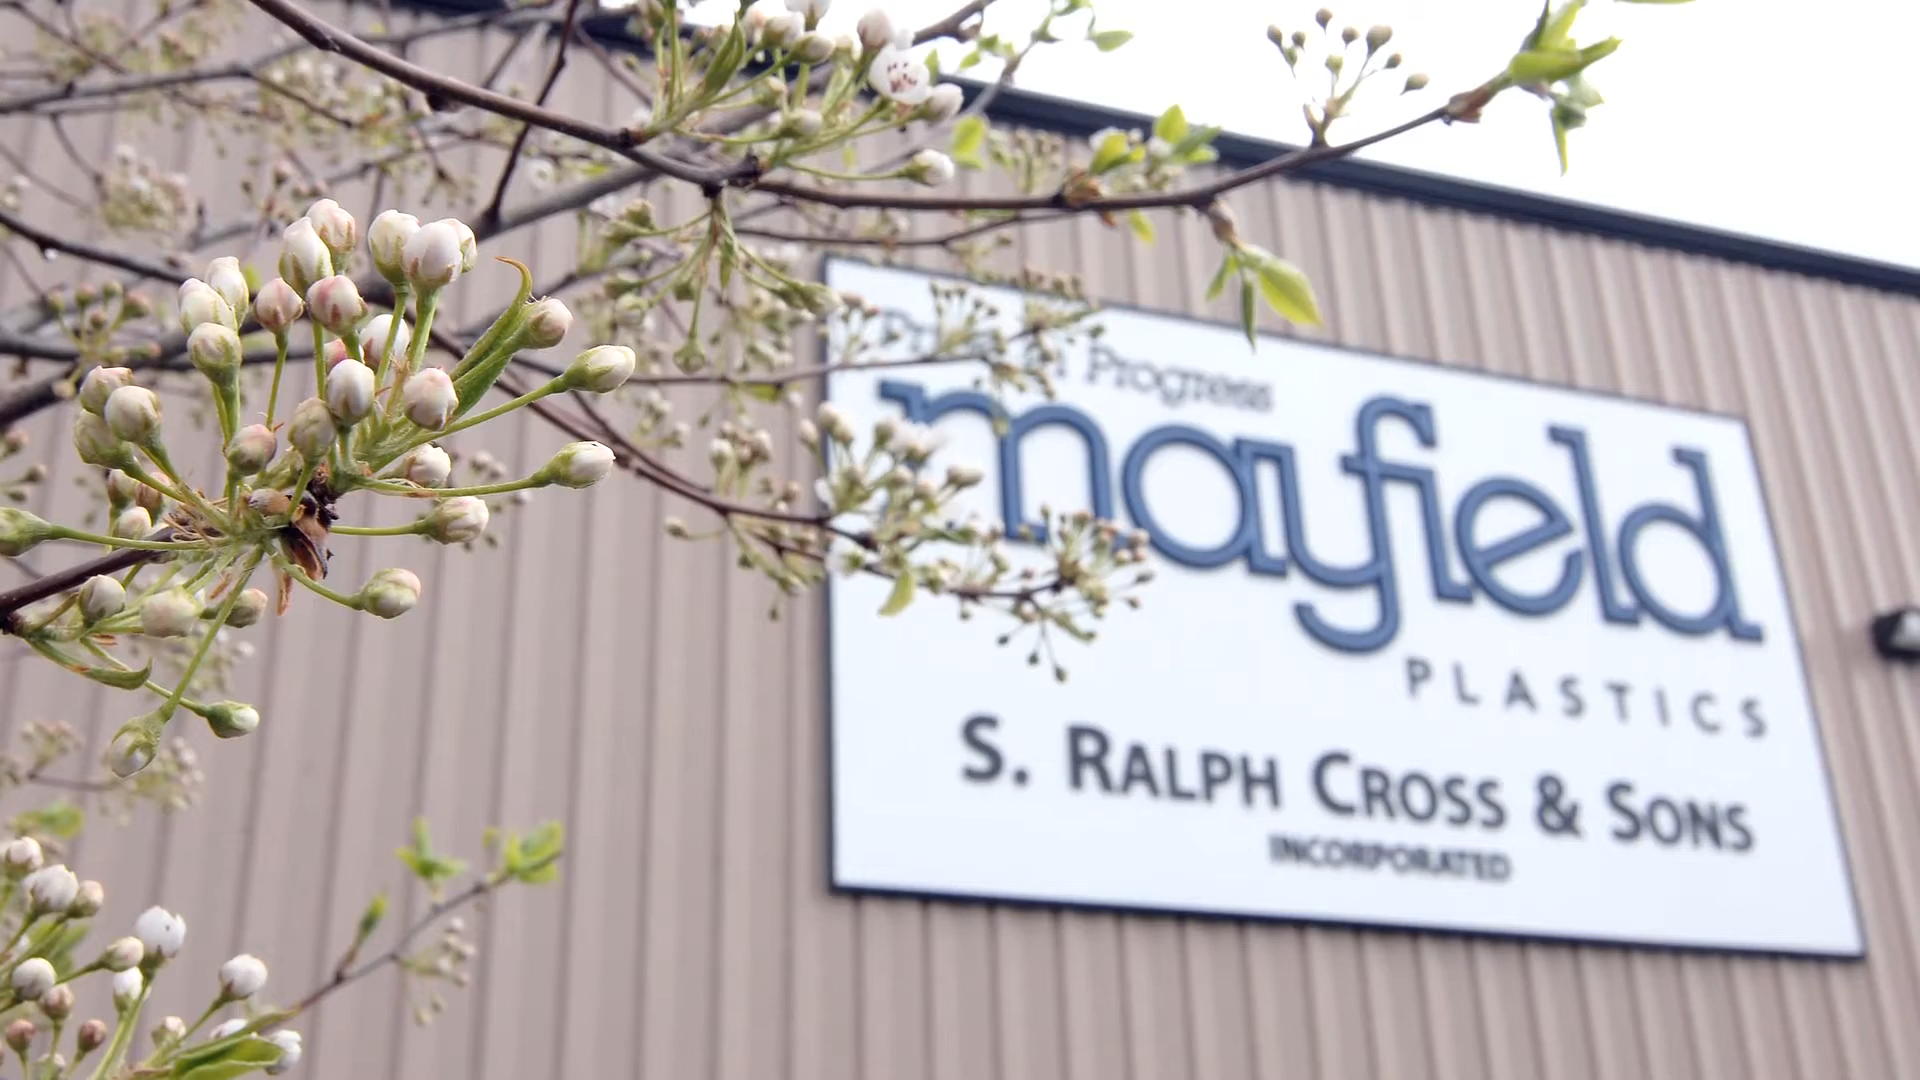 Progress
mayfield
PLASTICS
S. RALPH CROSS & SONS
INCORPORATED